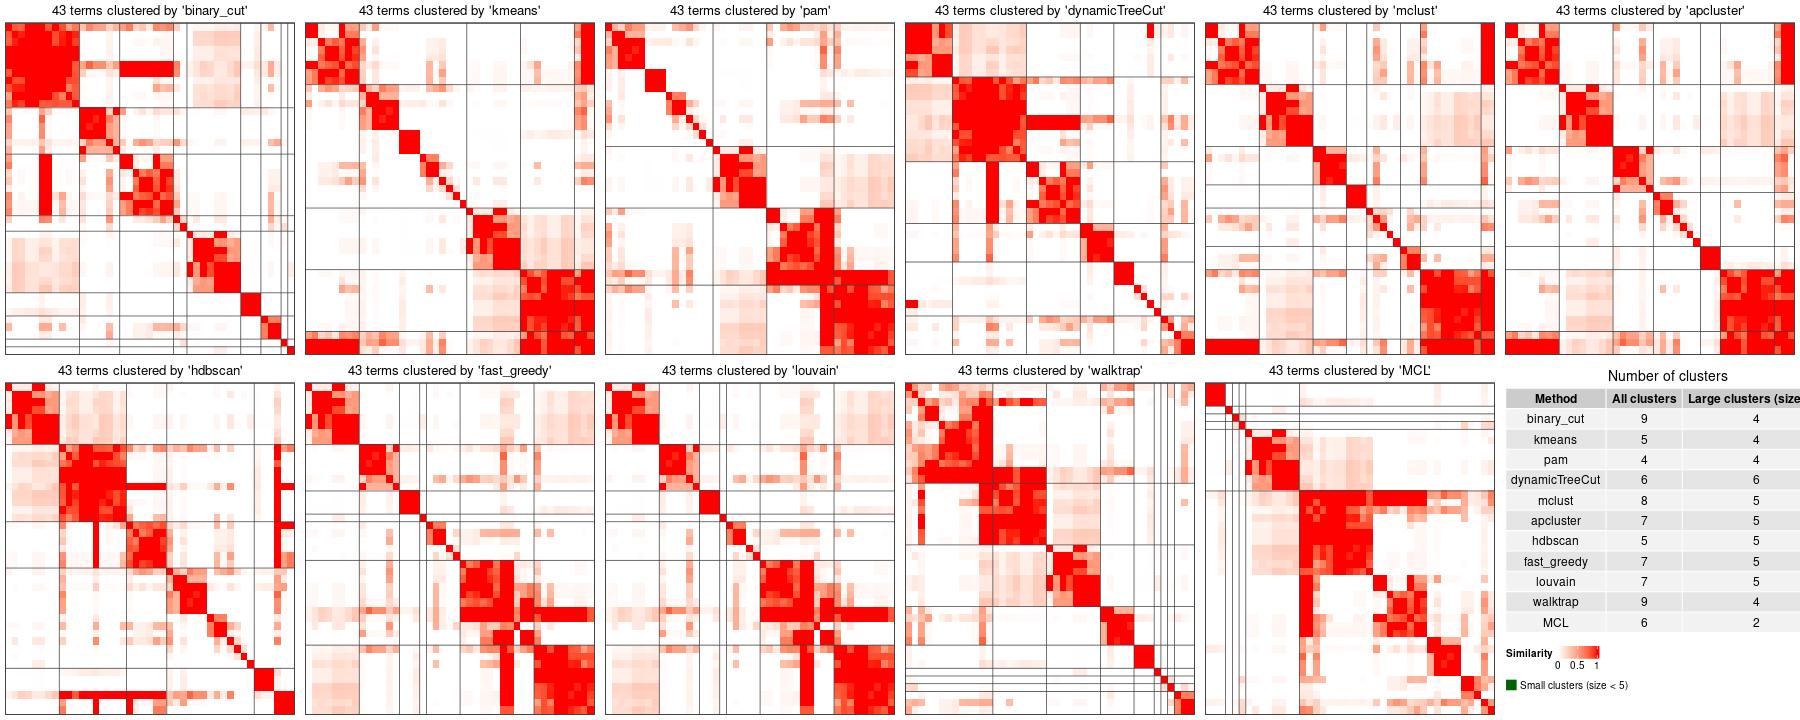 43 terms clustered by 'binary_cut'
43 terms clustered by 'kmeans'
43 terms clustered by 'pam'
43 terms clustered by 'dynamicTreeCut'
43 terms clustered by 'mclust'
43 terms clustered by 'apcluster'
43 terms clustered by 'hdbscan'
43 terms clustered by 'fast_greedy'
43 terms clustered by 'louvain'
43 terms clustered by 'walktrap'
43 terms clustered by 'MCL'
Number of clusters
Method All clusters Large clusters (size
binary_cut 9 4
kmeans 5 4
pam 4 4
dynamicTreeCut 6 6
mclust 8 5
apcluster 7 5
hdbscan 5 5
fast_greedy 7 5
louvain 7 5
walktrap 9 4
MCL 6 2
Similarity
0 0.5 1
Small clusters (size < 5)